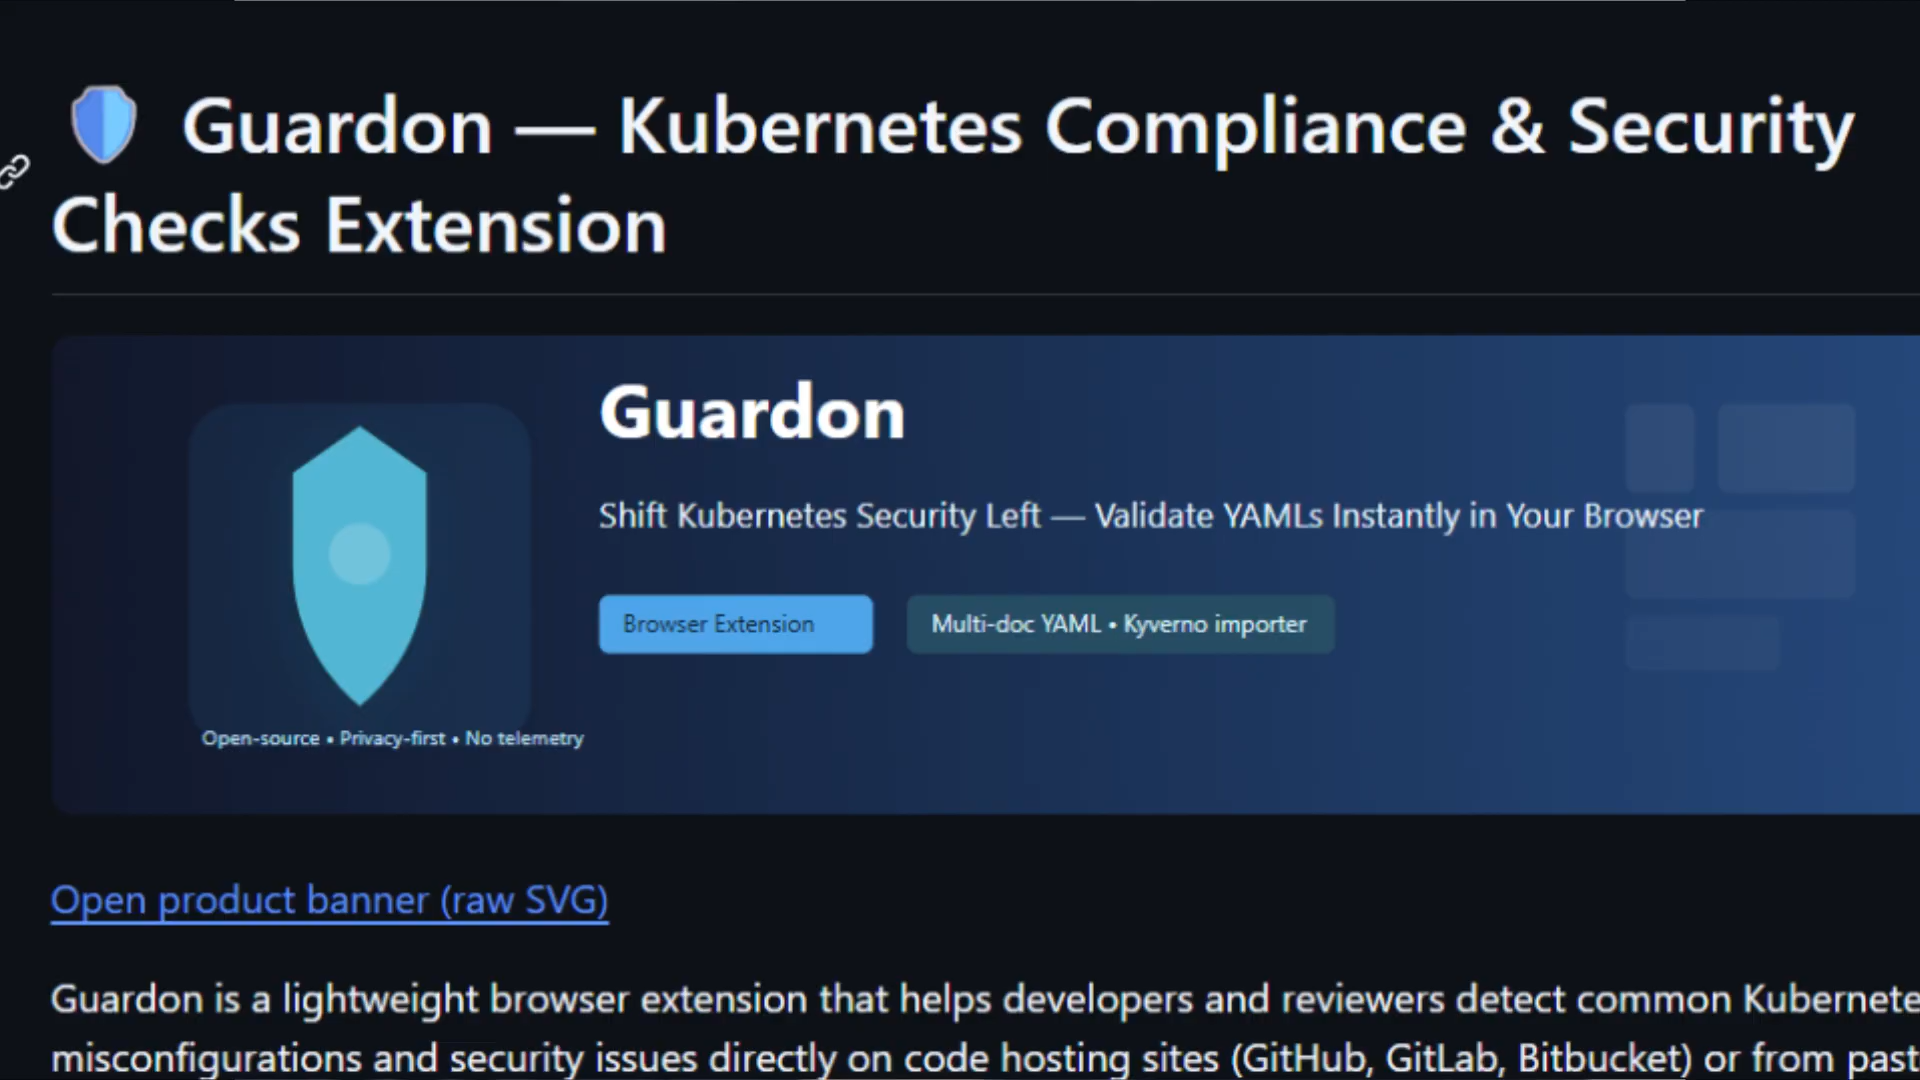 Guardon — Kubernetes Compliance & Security
Checks Extension
Guardon
Shift Kubernetes Security Left — Validate YAMLs Instantly in Your Browser
Browser Extension
Multi-doc YAML • Kyverno importer
Open-source • Privacy-first • No telemetry
Open product banner (raw SVG)
Guardon is a lightweight browser extension that helps developers and reviewers detect common Kubernete
misconfigurations and security issues directly on code hosting sites (GitHub, GitLab, Bitbucket) or from past